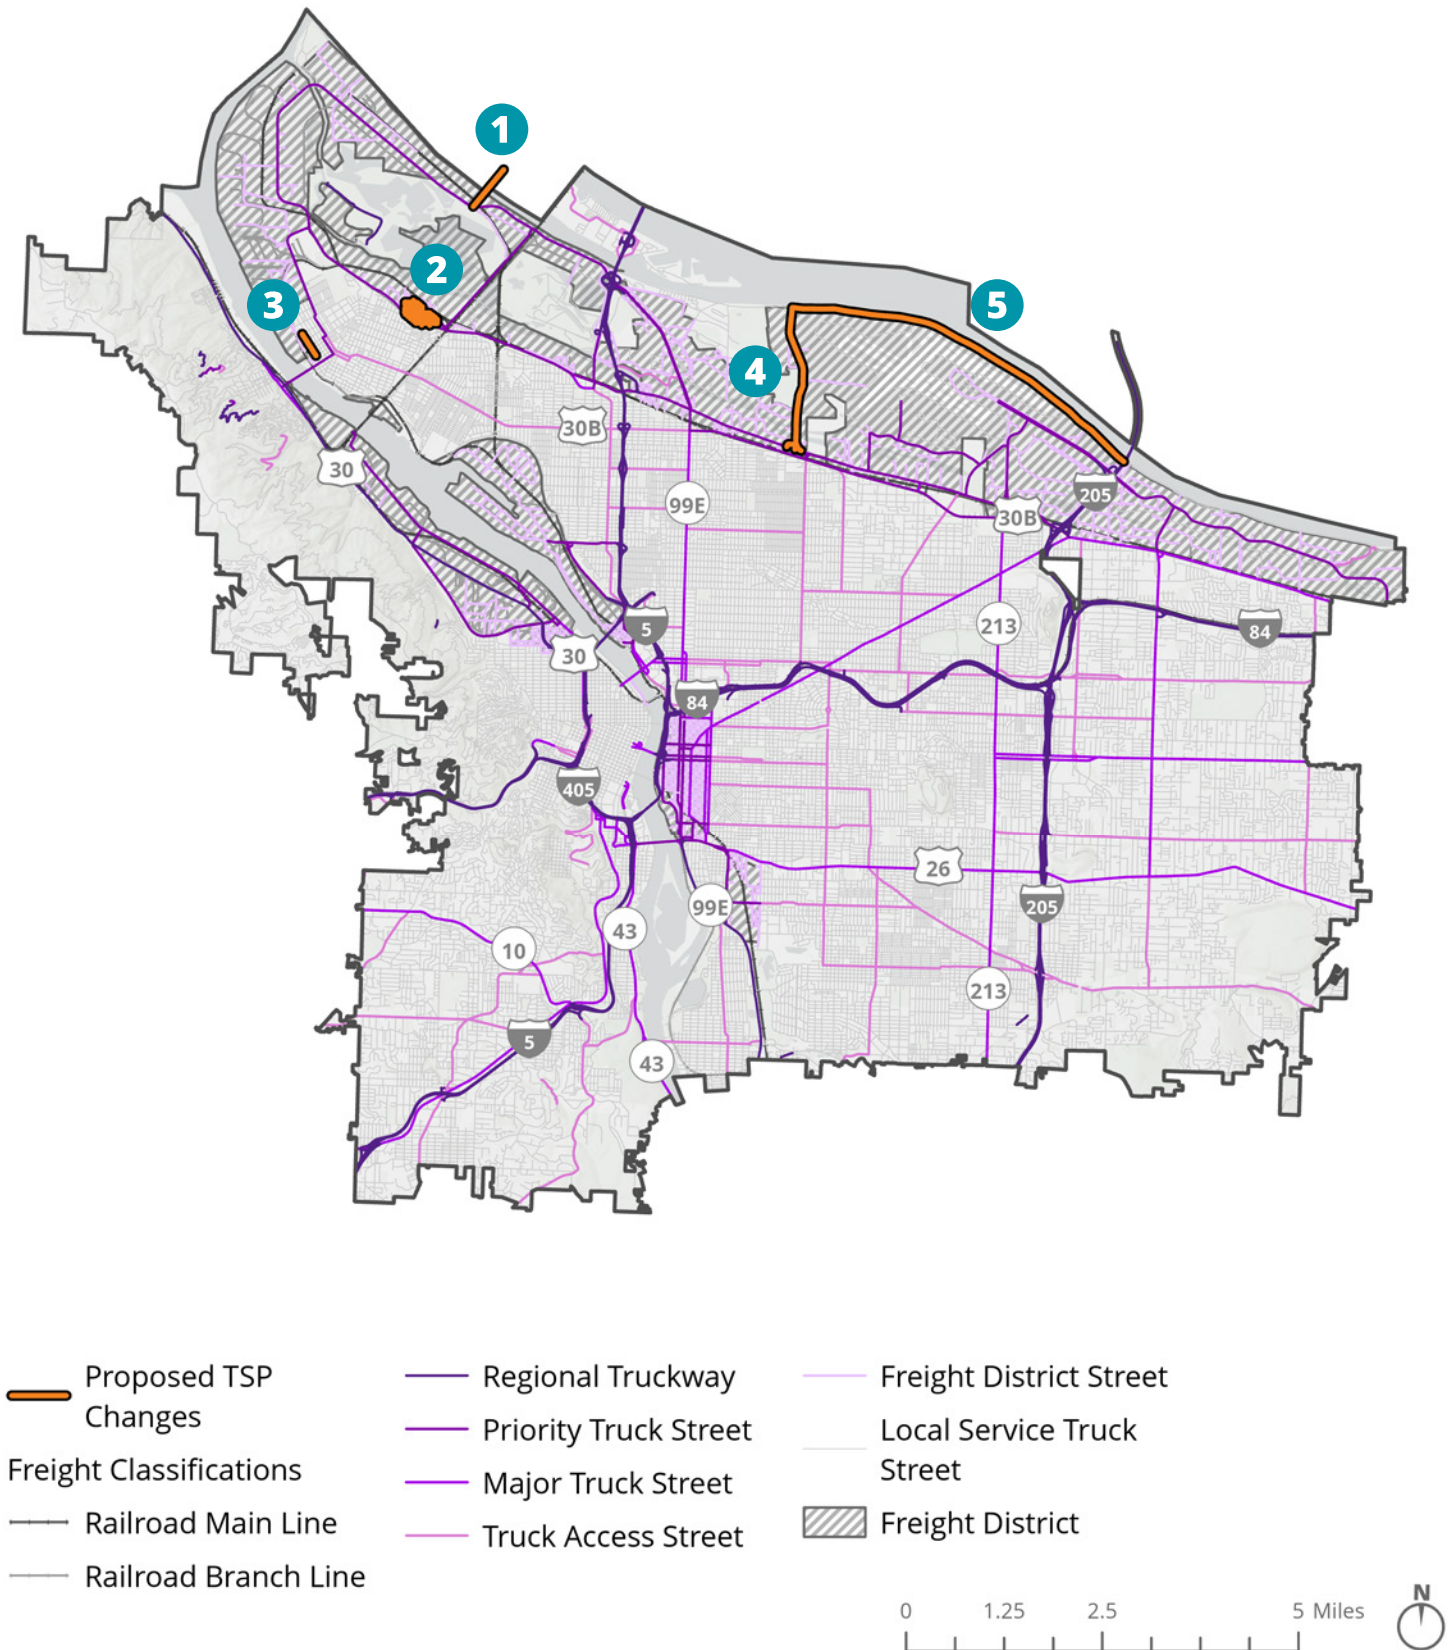 1
2
3
5
4
30B
30
99E
205
30B
5
213
84
30
84
405
26
99E
205
43
10
213
5
43
Proposed TSP
Changes
Freight Classifications
Railroad Main Line
Railroad Branch Line
Regional Truckway
Priority Truck Street
Major Truck Street
Truck Access Street
Freight District Street
Local Service Truck
Street
Freight District
0 1.25 2.5 5 Miles
N